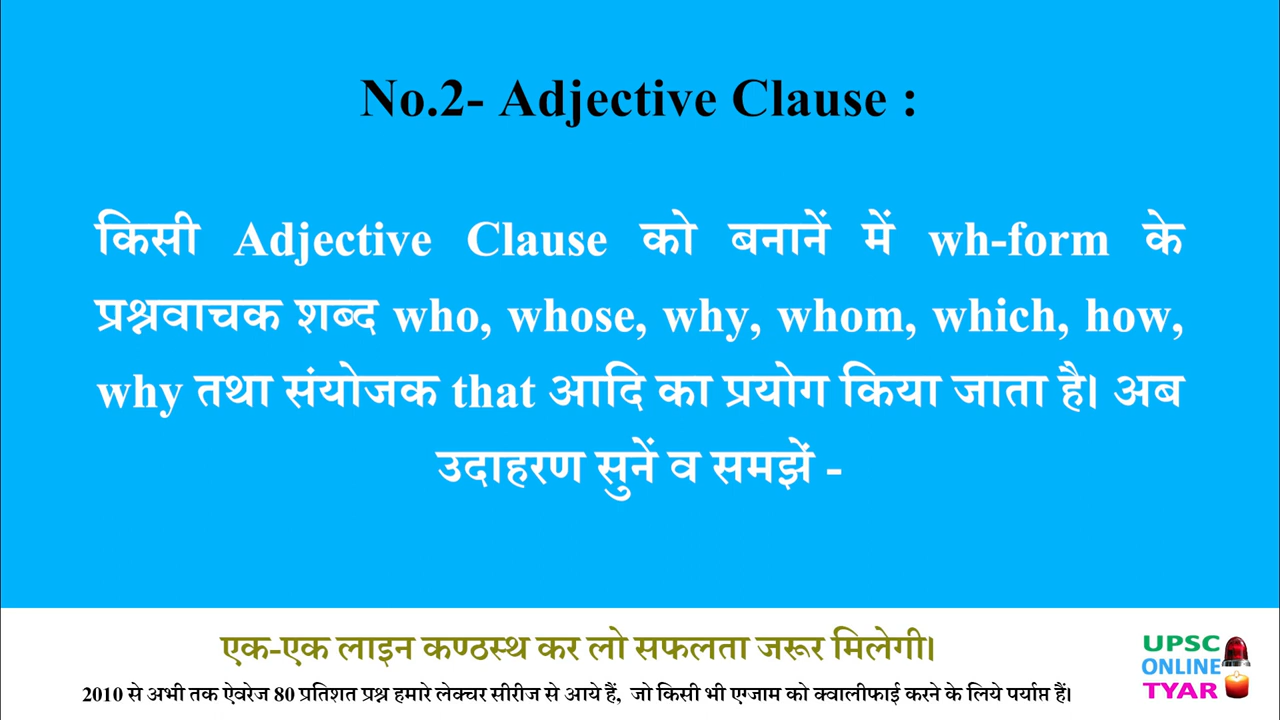 No.2- Adjective Clause :
किसी Adjective Clause को बनानें में wh-form के
प्रश्नवाचक शब्द who, whose, why, whom, which, how,
why तथा संयोजक that आदि का प्रयोग किया जाता है। अब
उदाहरण सुनें व समझें -
एक-एक लाइन कण्ठस्थ कर लो सफलता जरूर मिलेगी।
2010 से अभी तक ऐवरेज 80 प्रतिशत प्रश्न हमारे लेक्चर सीरीज से आये हैं, जो किसी भी एग्जाम को क्वालीफाई करने के लिये पर्याप्त हैं।
UPSC
ONLINE
TYAR